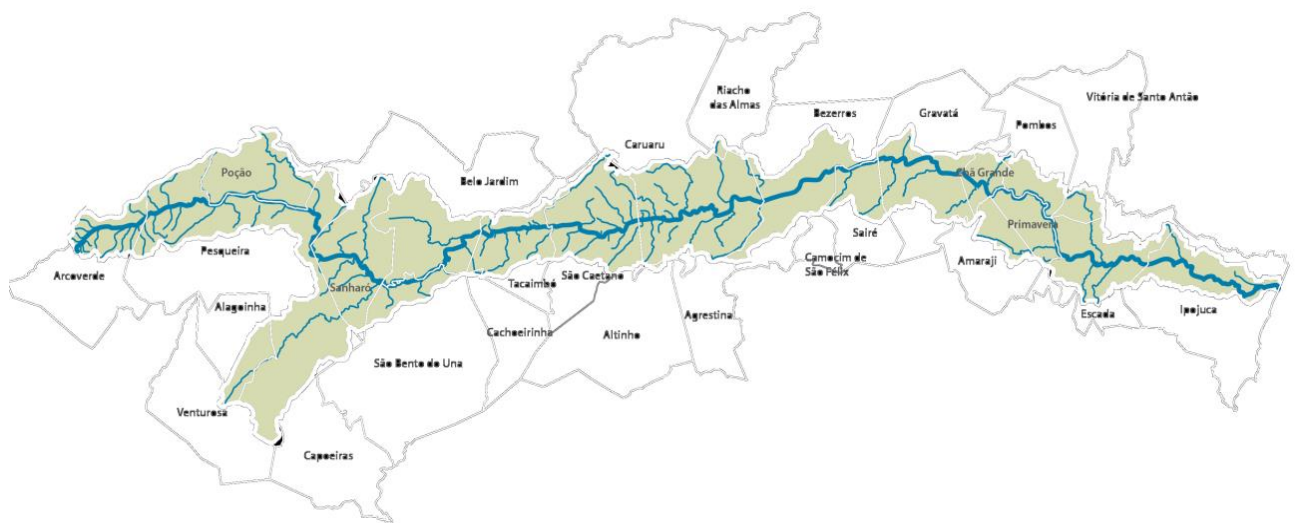 Riacho
das Almas
Vitória de Santo Antão
Bezerros
Gravatá
Pombos
Caruaru
Poção
Belo Jardim
Chã Grande
Primavera
Sairé
Pesqueira
Camocim de
São Félix
Amaraji
Arcoverde
São Caetano
Tacaimbó
Sanharó
Alagoinha
Ipojuca
Escada
Agrestina
Cachoeirinha
Altinho
São Bento do Una
Venturosa
Capoeiras